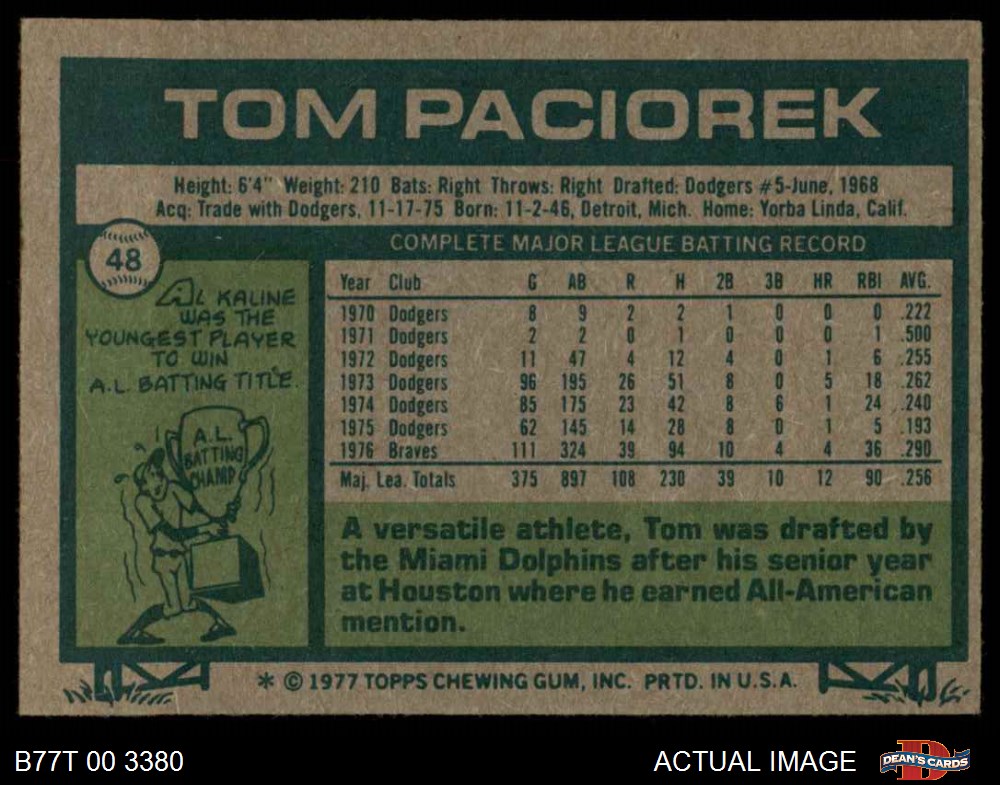 TOM PACIOREK
Height: 6'4" Weight: 210 Bats: Right Throws: Right Drafted: Dodgers #5-June, 1968
Acq: Trade with Dodgers, 11-17-75 Born: 11-2-46, Detroit, Mich. Home: Yorba Linda, Calif.
48
COMPLETE MAJOR LEAGUE BATTING RECORD
AL KALINE
WAS THE
YOUNGEST PLAYER
TO WIN
A.L. BATTING TITLE.
A.L.
BATTING
CHAMP
Year Club G AB R H 2B 3B HR RBI AVG.
1970 Dodgers 8 9 2 2 1 0 0 0 .222
1971 Dodgers 2 2 0 1 0 0 0 1 .500
1972 Dodgers 11 47 4 12 4 0 1 6 .255
1973 Dodgers 96 195 26 51 8 0 5 18 .262
1974 Dodgers 85 175 23 42 8 6 1 24 .240
1975 Dodgers 62 145 14 28 8 0 1 5 .193
1976 Braves 111 324 39 94 10 4 4 36 .290
Maj. Lea. Totals 375 897 108 230 39 10 12 90 .256
A versatile athlete, Tom was drafted by
the Miami Dolphins after his senior year
at Houston where he earned All-American
mention.
* © 1977 TOPPS CHEWING GUM, INC. PRTD. IN U.S.A.
B77T 00 3380
ACTUAL IMAGE
D
DEAN'S CARDS